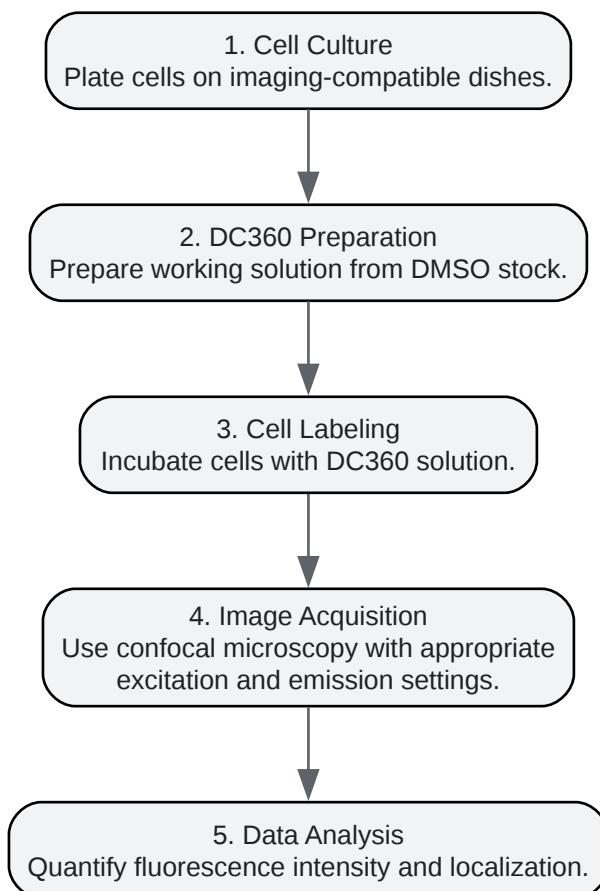 1. Cell Culture
Plate cells on imaging-compatible dishes.
2. DC360 Preparation
Prepare working solution from DMSO stock.
3. Cell Labeling
Incubate cells with DC360 solution.
4. Image Acquisition
Use confocal microscopy with appropriate
excitation and emission settings.
5. Data Analysis
Quantify fluorescence intensity and localization.